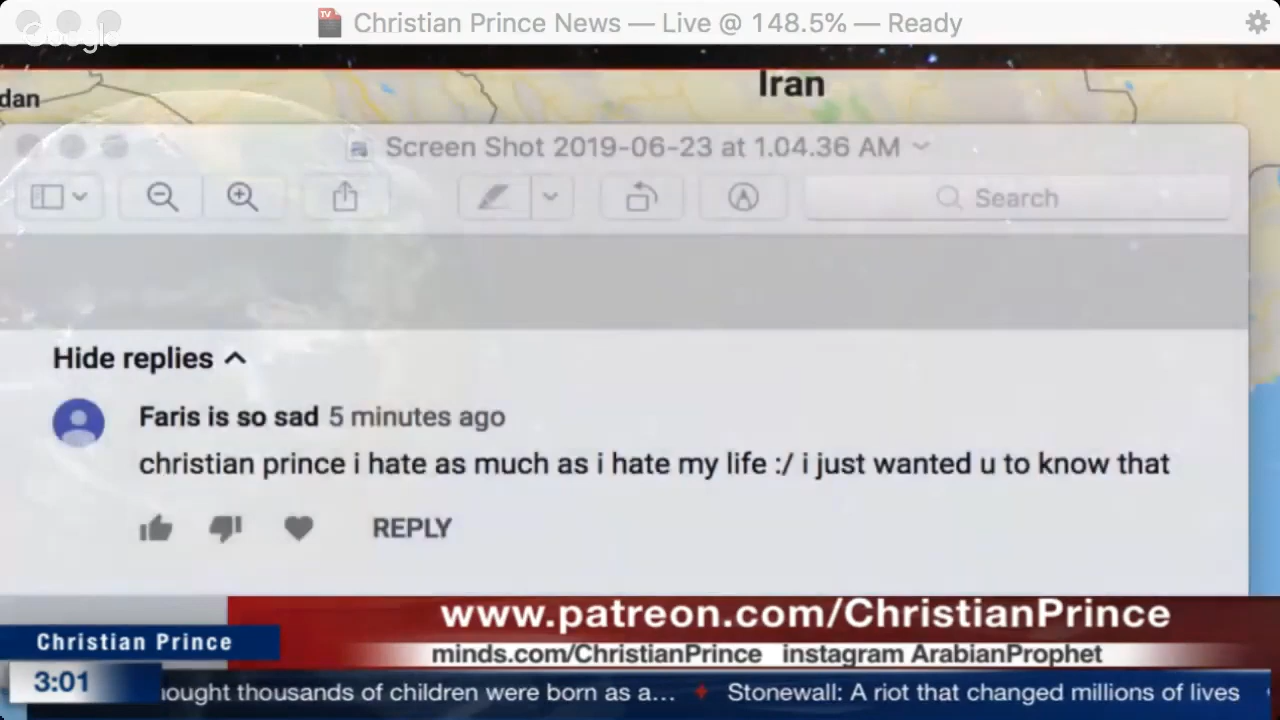 Google
TV
Christian Prince News — Live @ 148.5% — Ready
dan
Iran
Screen Shot 2019-06-23 at 1.04.36 AM
Search
Hide replies
Faris is so sad 5 minutes ago
christian prince i hate as much as i hate my life :/ i just wanted u to know that
REPLY
www.patreon.com/ChristianPrince
Christian Prince
minds.com/ChristianPrince instagram ArabianProphet
3:01
ought thousands of children were born as a... Stonewall: A riot that changed millions of lives